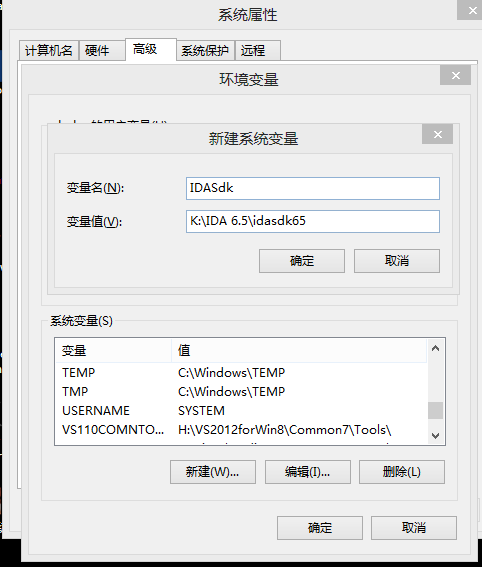 系统属性
计算机名 硬件 高级 系统保护 远程
环境变量
新建系统变量
变量名(N): IDASdk
变量值(V): K:\IDA 6.5\idasdk65
确定 取消
系统变量(S)
变量 值
TEMP C:\Windows\TEMP
TMP C:\Windows\TEMP
USERNAME SYSTEM
VS110COMNTO... H:\VS2012forWin8\Common7\Tools\
新建(W)... 编辑(I)... 删除(L)
确定 取消